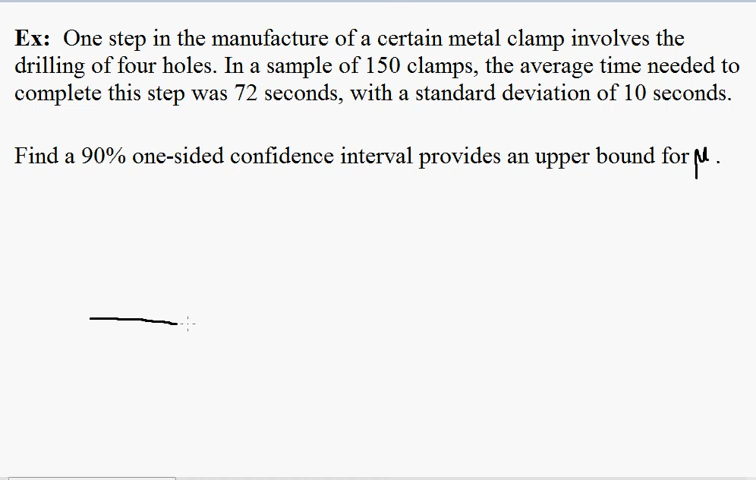 Ex: One step in the manufacture of a certain metal clamp involves the
drilling of four holes. In a sample of 150 clamps, the average time needed to
complete this step was 72 seconds, with a standard deviation of 10 seconds.
Find a 90% one-sided confidence interval provides an upper bound for μ .